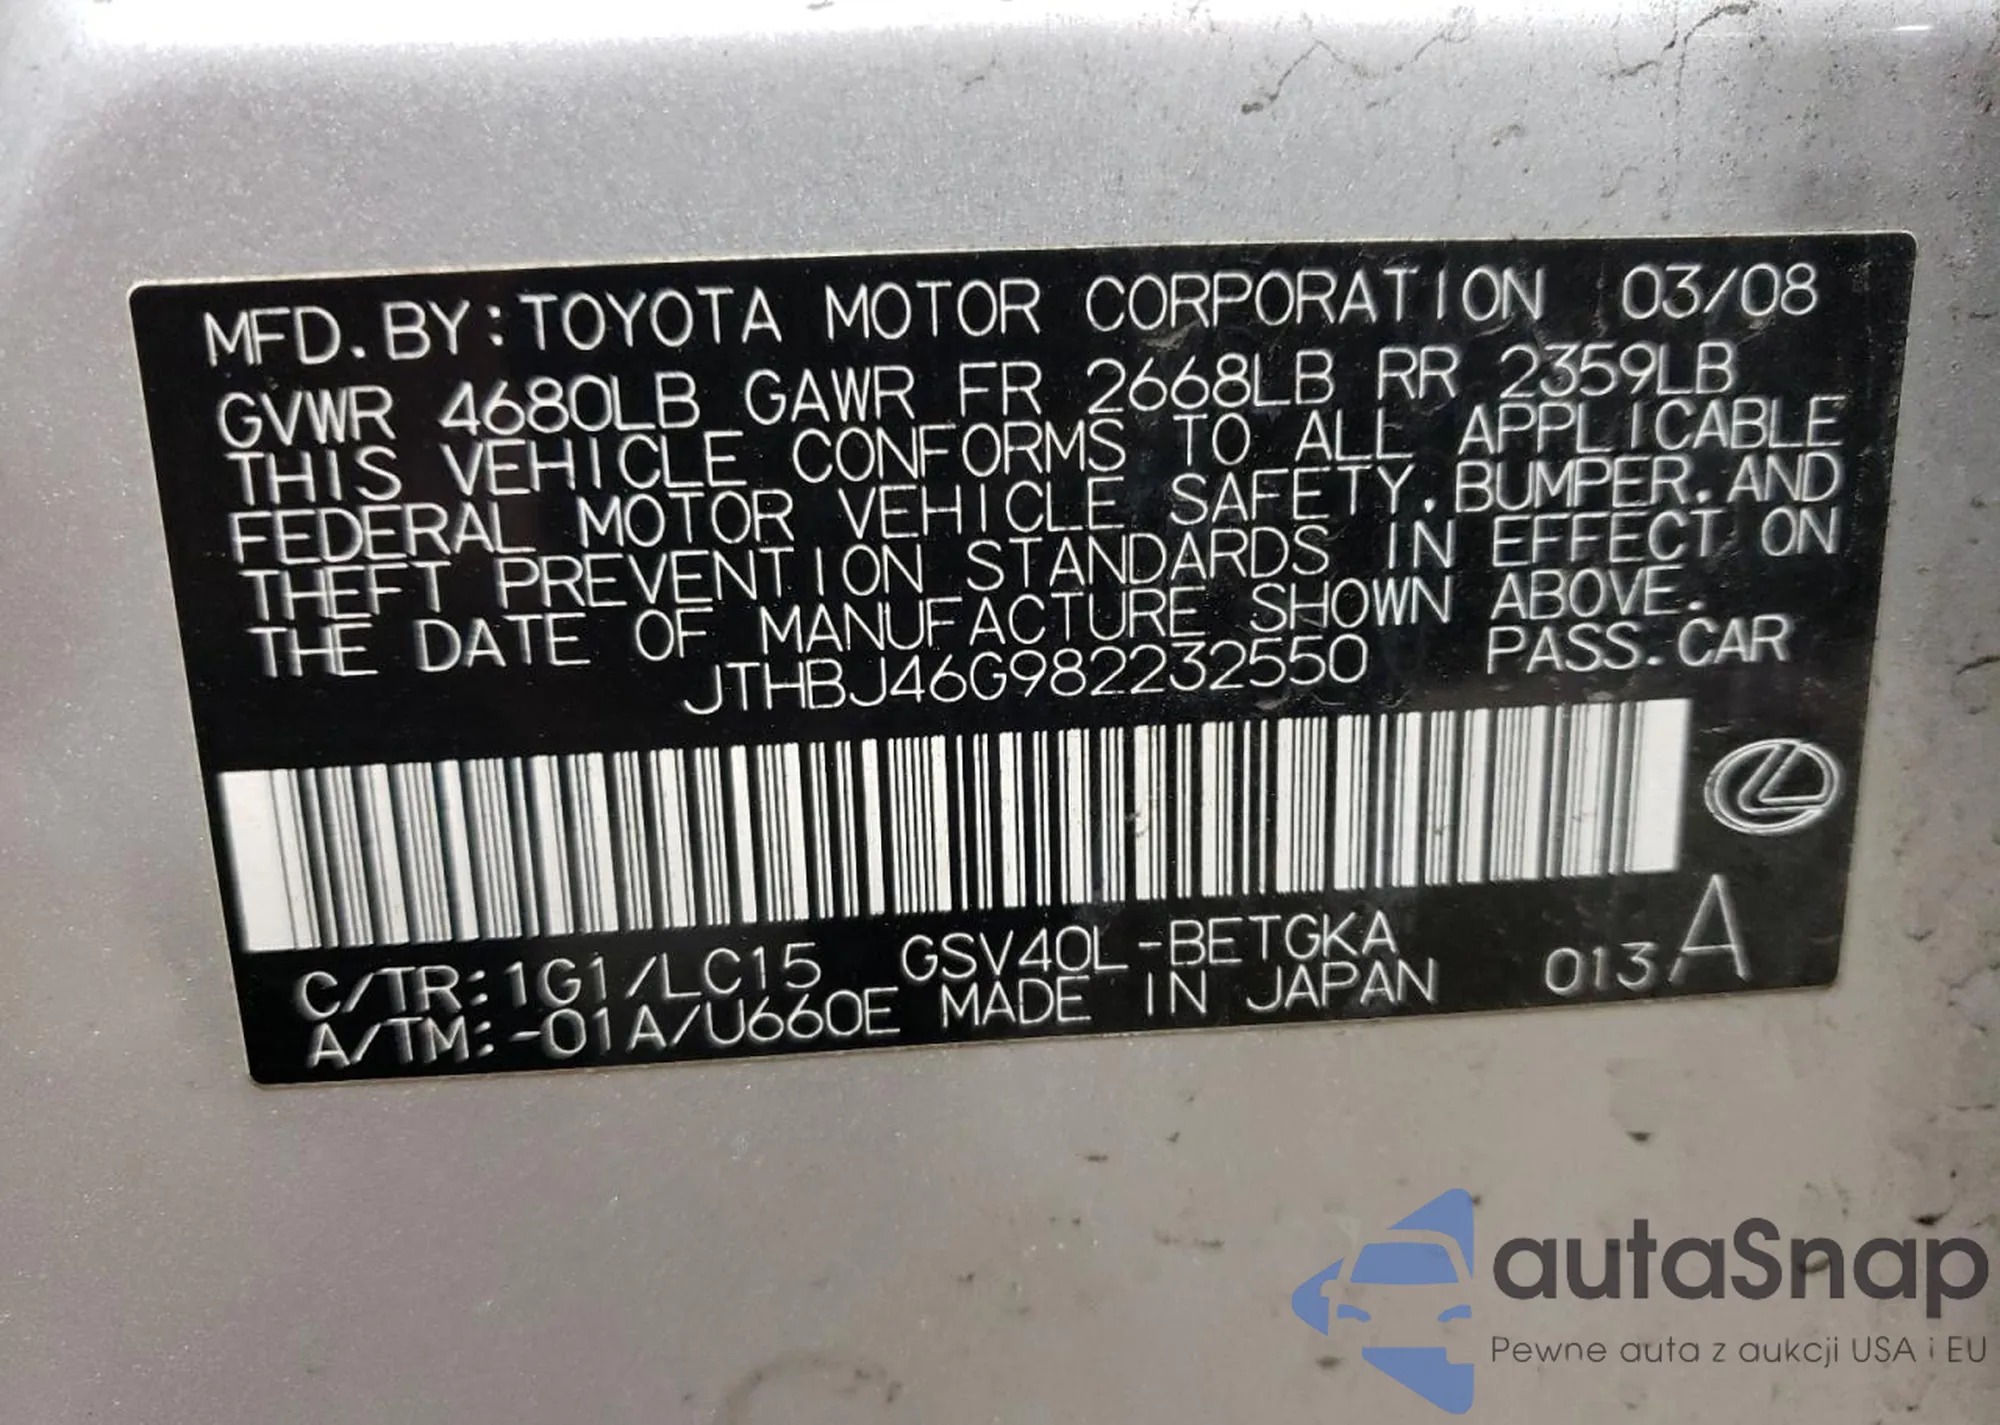 MFD. BY: TOYOTA MOTOR CORPORATION 03/08
GVWR 4680LB GAWR FR 2668LB RR 2359LB
THIS VEHICLE CONFORMS TO ALL APPLICABLE
FEDERAL MOTOR VEHICLE SAFETY, BUMPER, AND
THEFT PREVENTION STANDARDS IN EFFECT ON
THE DATE OF MANUFACTURE SHOWN ABOVE.
JTHBJ46G982232550 PASS. CAR
C/TR: 1G1/LC15 GSV40L-BETGKA
A/TM: -01A/U660E MADE IN JAPAN 013A
autaSnap
Pewne auta z aukcji USA i EU